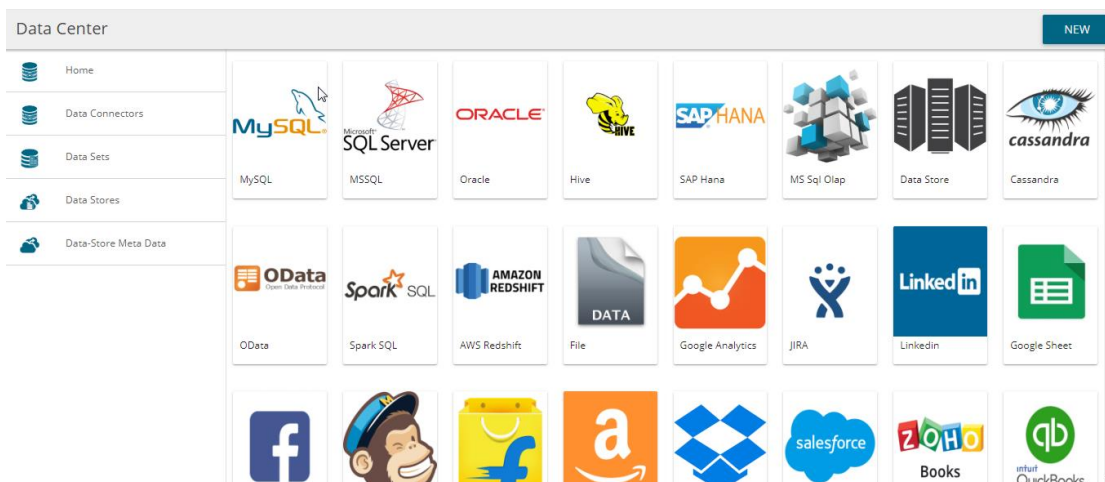 Data Center
NEW
Home
Data Connectors
Data Sets
Data Stores
Data-Store Meta Data
MySQL
Microsoft
SQL Server
ORACLE
HIVE
SAP HANA
cassandra
MySQL
MSSQL
Oracle
Hive
SAP Hana
MS Sql Olap
Data Store
Cassandra
OData
Open Data Protocol
Spark SQL
AMAZON
REDSHIFT
DATA
Linked in
OData
Spark SQL
AWS Redshift
File
Google Analytics
JIRA
Linkedin
Google Sheet
f
M
f
a
salesforce
ZOHO
Books
qb
intuit
QuickBooks